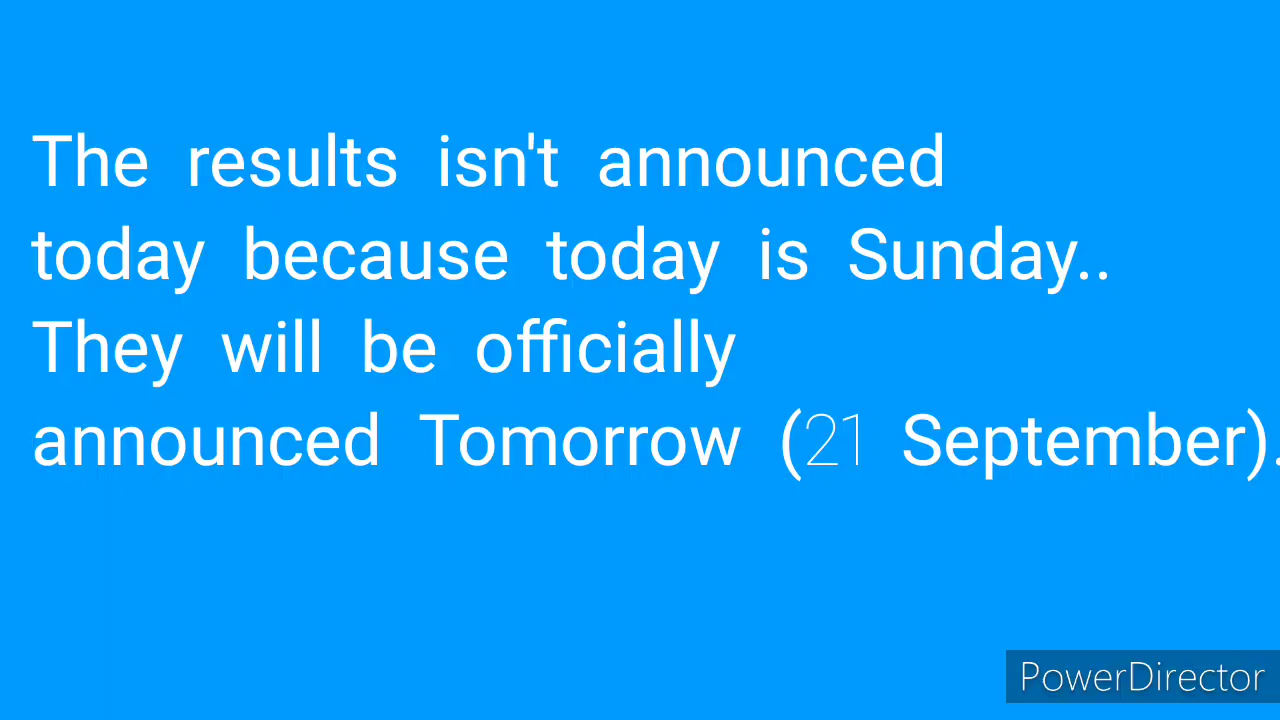 The results isn't announced
today because today is Sunday..
They will be officially
announced Tomorrow (21 September).
PowerDirector